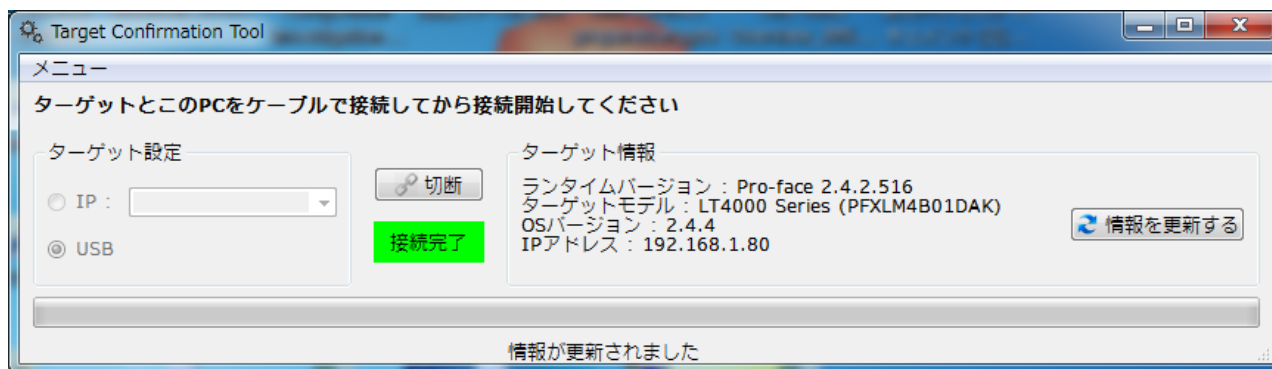 Target Confirmation Tool
メニュー
ターゲットとこのPCをケーブルで接続してから接続開始してください
ターゲット設定
IP :
USB
切断
接続完了
ターゲット情報
ランタイムバージョン : Pro-face 2.4.2.516
ターゲットモデル : LT4000 Series (PFXLM4B01DAK)
OSバージョン : 2.4.4
IPアドレス : 192.168.1.80
情報を更新する
情報が更新されました